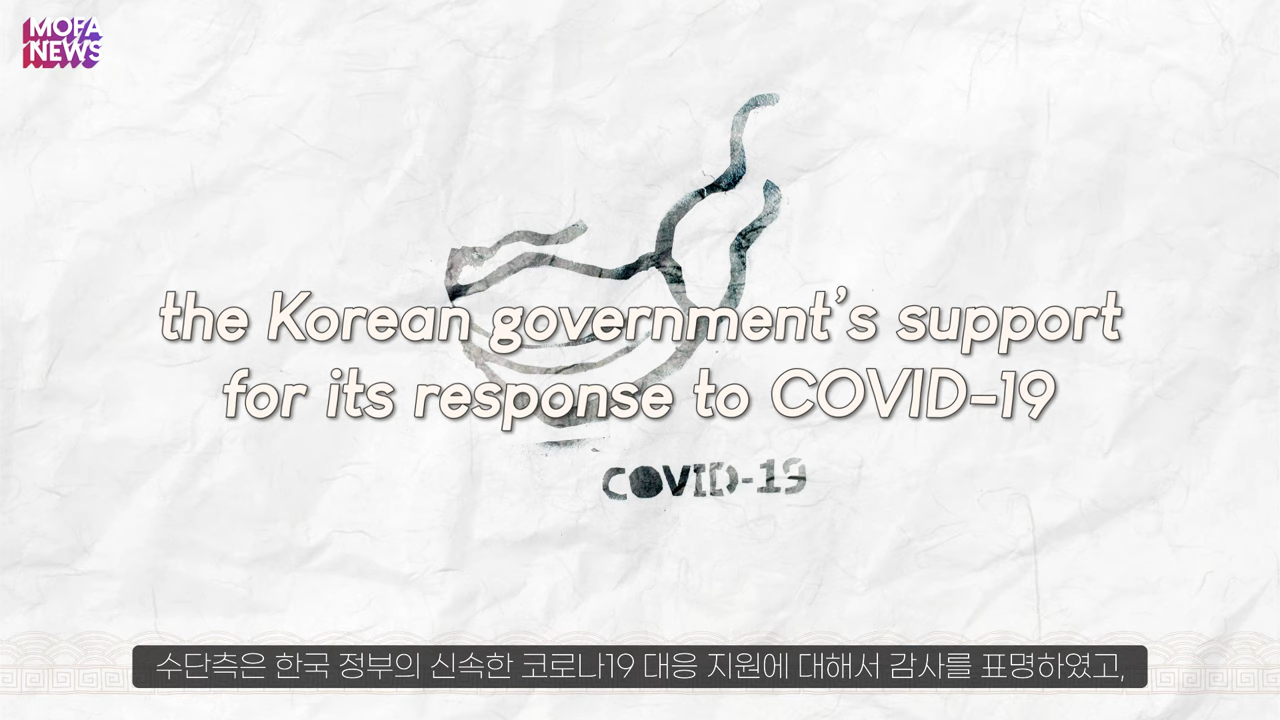 MOFA
NEWS
the Korean government's support
for its response to COVID-19
COVID-19
수단측은 한국 정부의 신속한 코로나19 대응 지원에 대해서 감사를 표명하였고,